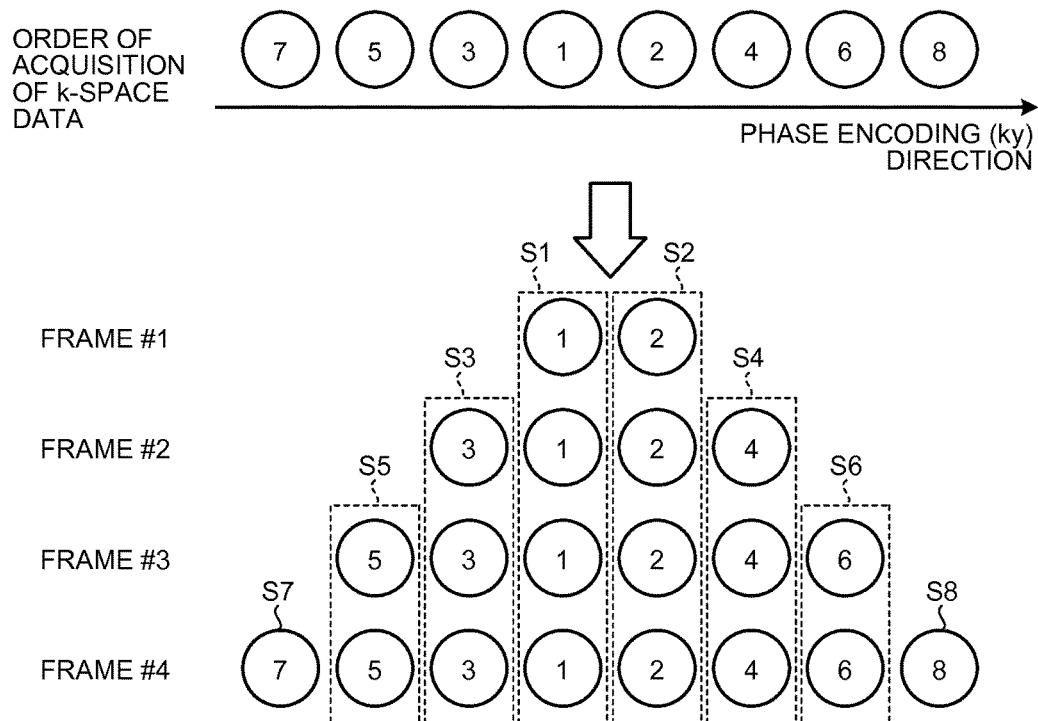 ORDER OF
ACQUISITION
OF k-SPACE
DATA
7 5 3 1 2 4 6 8
PHASE ENCODING (ky)
DIRECTION
S1 S2
FRAME #1 1 2
S3 S4
FRAME #2 3 1 2 4
S5 S6
FRAME #3 5 3 1 2 4 6
S7 S8
FRAME #4 7 5 3 1 2 4 6 8